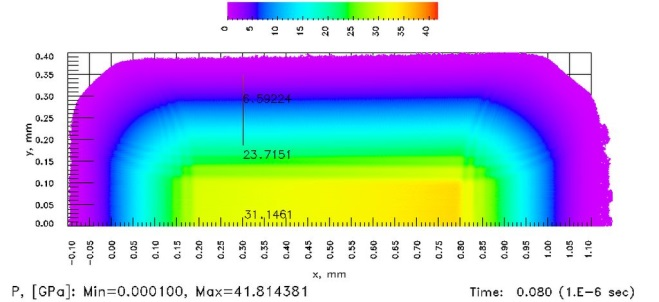 0 5 10 15 20 25 30 35 40
0.40
0.35
0.30
0.25
0.20
0.15
0.10
0.05
0.00
y, mm
6.59224
23.7151
31.1461
-0.10 -0.05 0.00 0.05 0.10 0.15 0.20 0.25 0.30 0.35 0.40 0.45 0.50 0.55 0.60 0.65 0.70 0.75 0.80 0.85 0.90 0.95 1.00 1.05 1.10
x, mm
P, [GPa]: Min=0.000100, Max=41.814381 Time: 0.080 (1.E-6 sec)